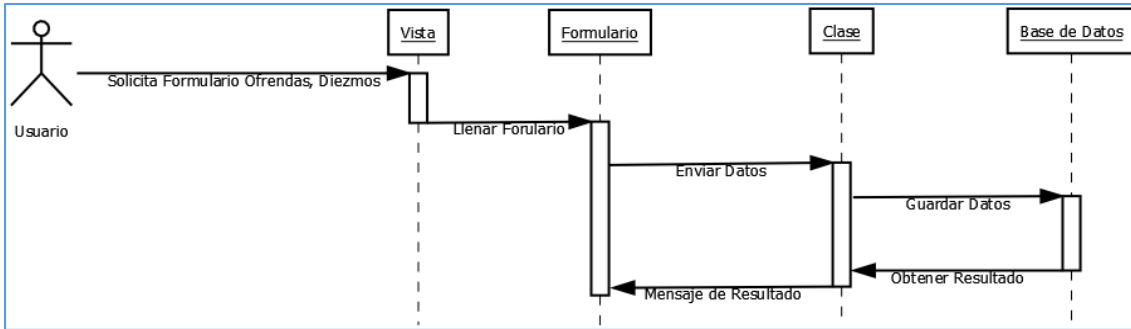 Vista
Formulario
Clase
Base de Datos
Solicita Formulario Ofrendas, Diezmos
Usuario
Llenar Forulario
Enviar Datos
Guardar Datos
Obtener Resultado
Mensaje de Resultado